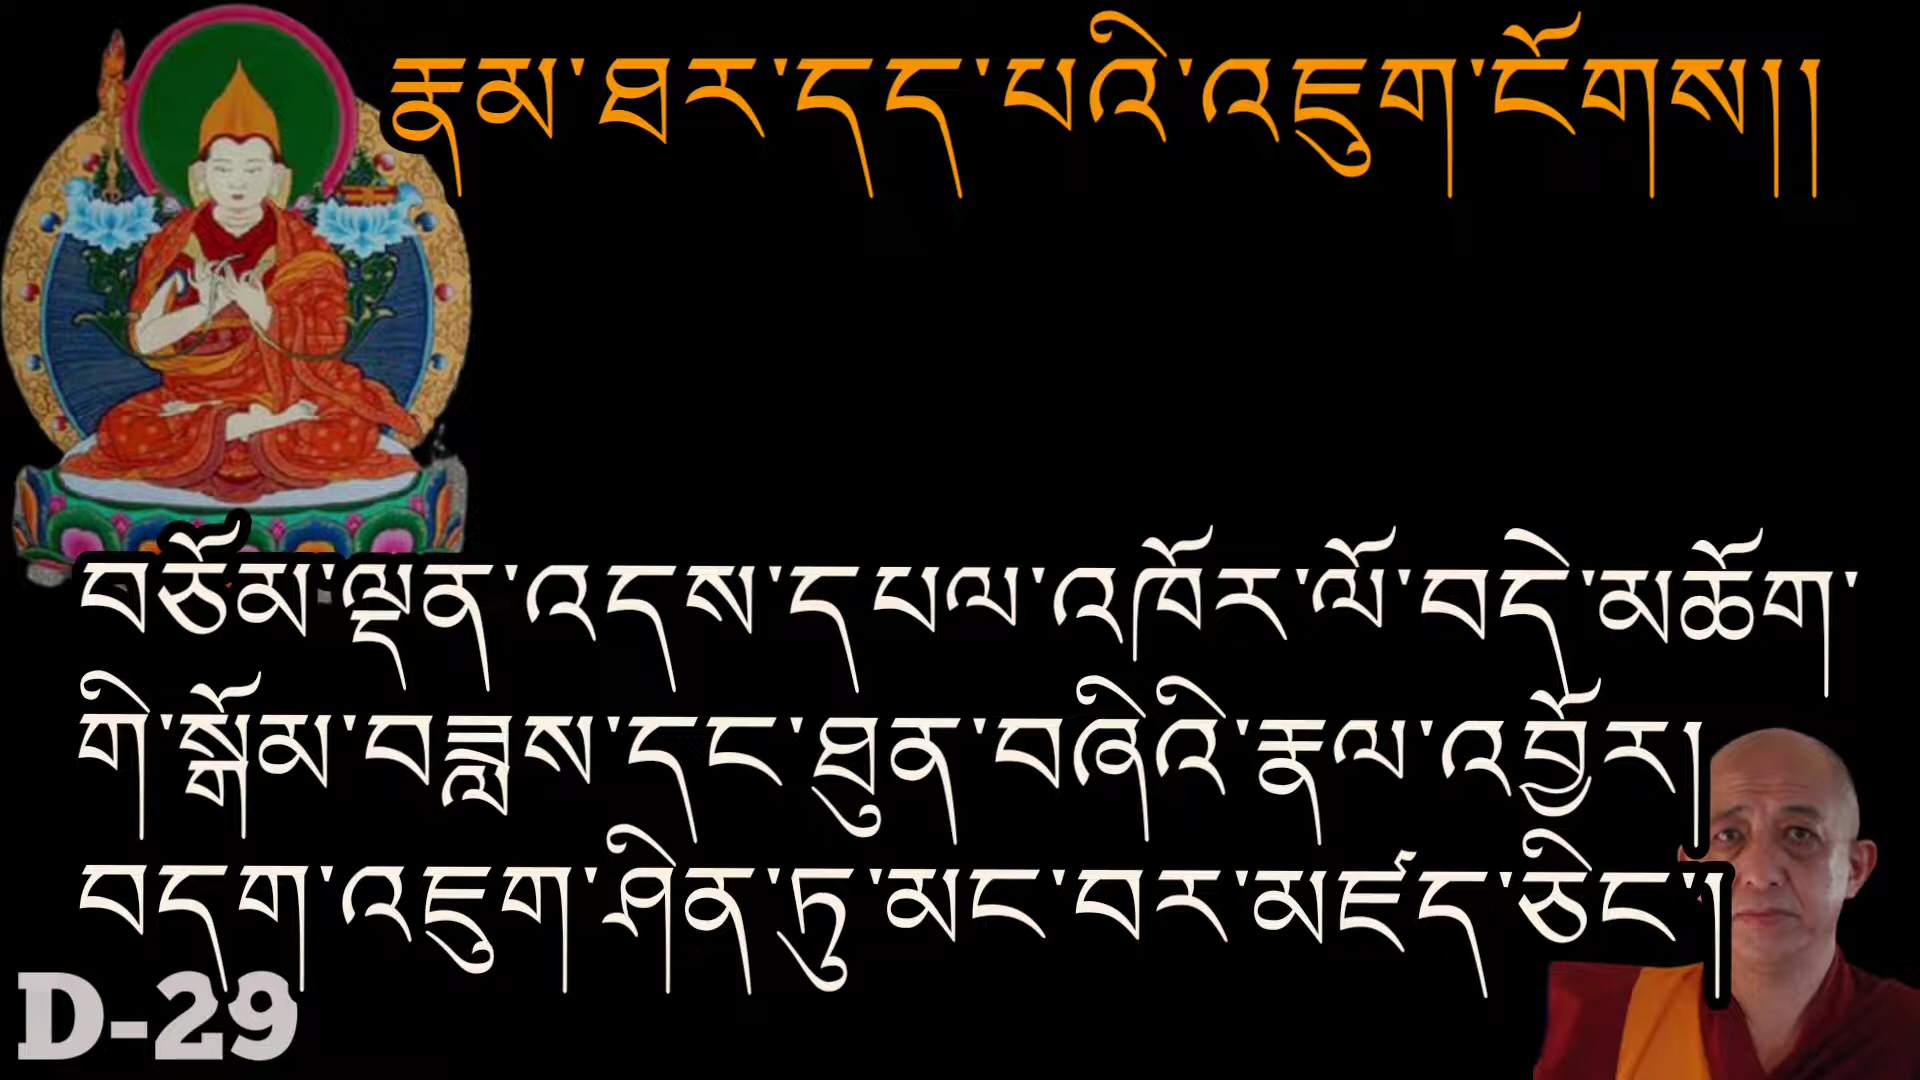 རྣམ་ཐར་དད་པའི་འཇུག་ངོགས།།
བཅོམ་ལྡན་འདས་དཔལ་འཁོར་ལོ་བདེ་མཆོག་
གི་སྒོམ་བཟླས་དང་ཐུན་བཞིའི་རྣལ་འབྱོར།
བདག་འཇུག་ཤིན་ཏུ་མང་བར་མཛད་ཅིང་།
D-29